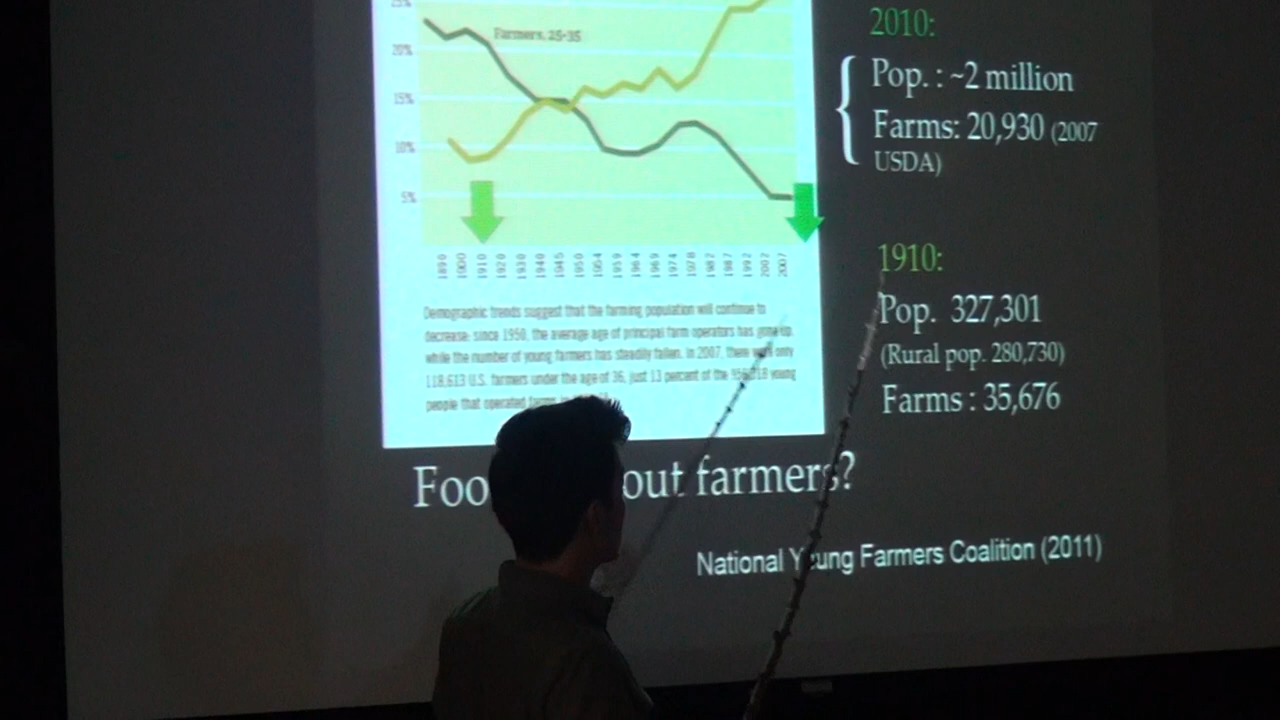 25%
Farmers, 25-35
20%
15%
10%
5%
1890 1900 1910 1920 1930 1940 1945 1950 1954 1959 1964 1969 1974 1978 1982 1987 1992 2002 2007
Demographic trends suggest that the farming population will continue to
decrease: since 1950, the average age of principal farm operators has gone up
while the number of young farmers has steadily fallen. In 2007, there were only
118,613 U.S. farmers under the age of 36, just 13 percent of the young
people that operated farms
2010:
Pop. : ~2 million
Farms: 20,930 (2007
USDA)
1910:
Pop. 327,301
(Rural pop. 280,730)
Farms : 35,676
Foo out farmers?
National Young Farmers Coalition (2011)